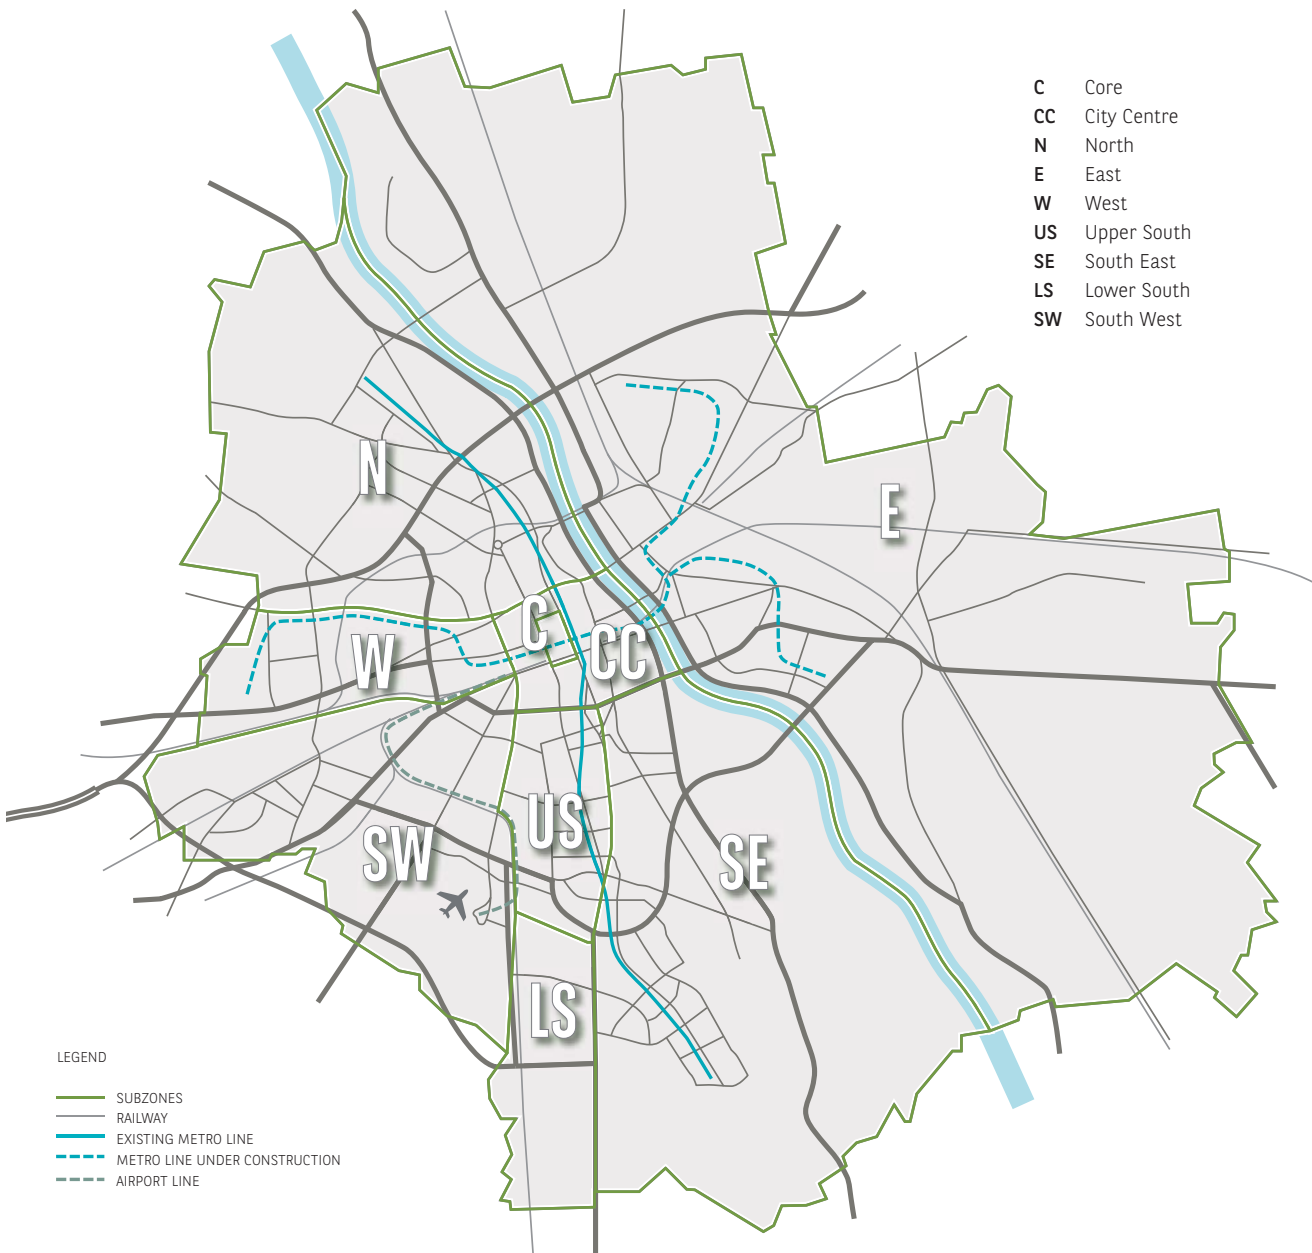 C Core
CC City Centre
N North
E East
W West
US Upper South
SE South East
LS Lower South
SW South West
N
E
C
CC
W
US
SW
SE
LS
LEGEND
SUBZONES
RAILWAY
EXISTING METRO LINE
METRO LINE UNDER CONSTRUCTION
AIRPORT LINE